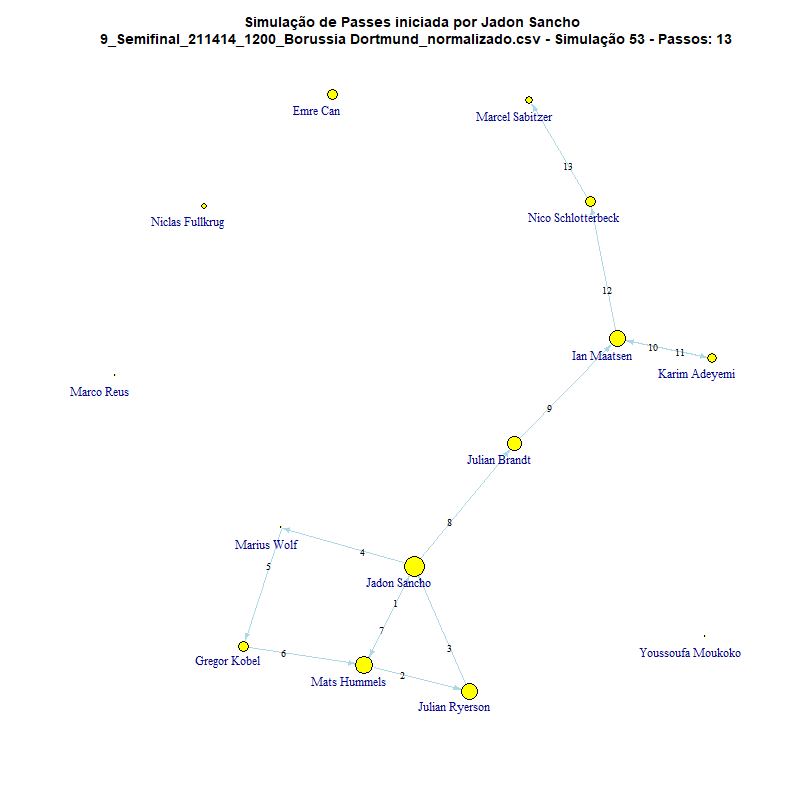 Simulação de Passes iniciada por Jadon Sancho
9_Semifinal_211414_1200_Borussia Dortmund_normalizado.csv - Simulação 53 - Passos: 13
Emre Can
Marcel Sabitzer
13
Niclas Fullkrug
Nico Schlotterbeck
12
10
11
Ian Maatsen
Karim Adeyemi
Marco Reus
9
Julian Brandt
8
Marius Wolf
4
5
Jadon Sancho
1
7
3
Gregor Kobel
6
Youssoufa Moukoko
Mats Hummels
2
Julian Ryerson